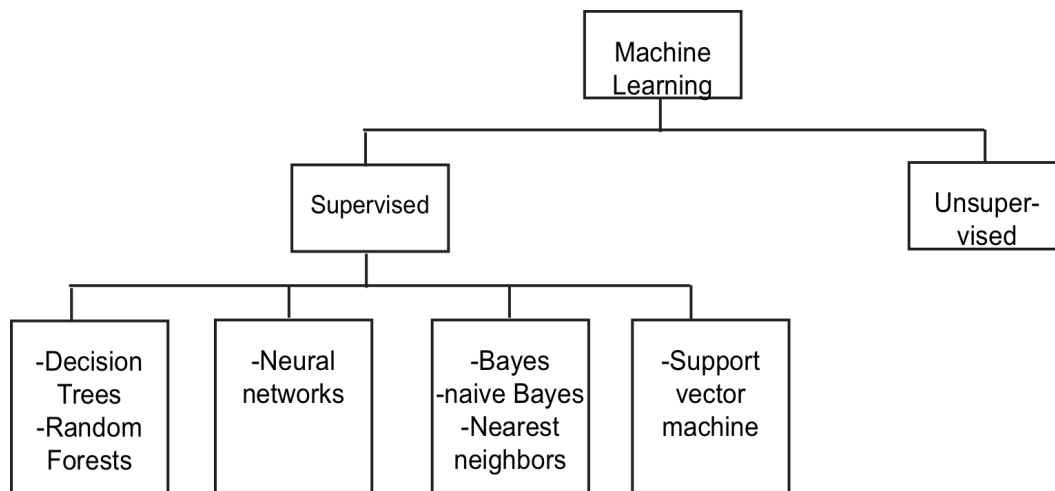 Machine
Learning
Supervised
Unsuper-
vised
-Decision
Trees
-Random
Forests
-Neural
networks
-Bayes
-naive Bayes
-Nearest
neighbors
-Support
vector
machine